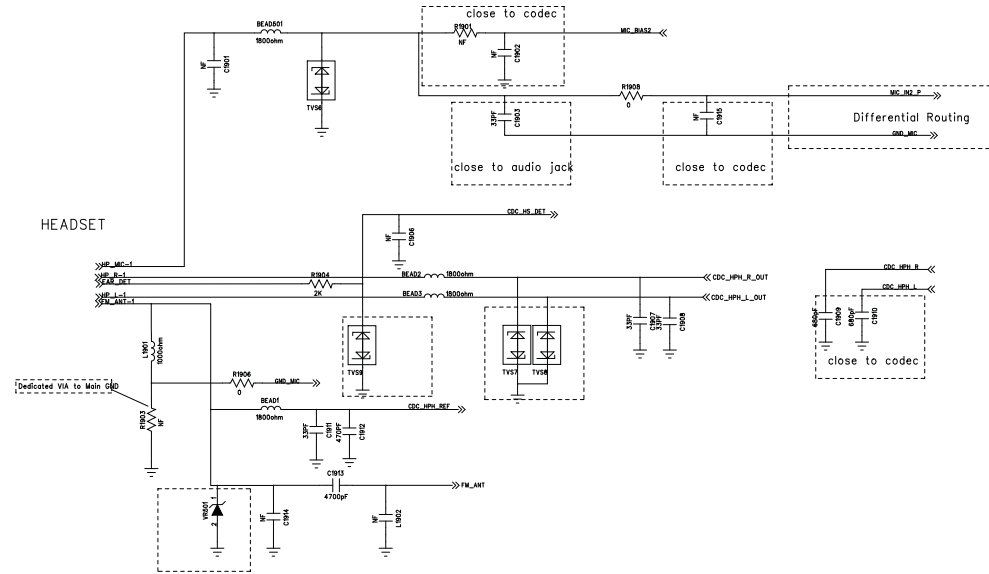 close to codec
R1901
NF
MIC_BIAS2
BEAD501
1800ohm
NF
C1901
NF
C1902
TVS6
R1908
0
MIC_IN2_P
33PF
C1903
NF
C1915
Differential Routing
GND_MIC
close to audio jack
close to codec
HEADSET
CDC_HS_DET
NF
C1906
HP_MIC-1
HP_R-1
EAR_DET
HP_L-1
FM_ANT-1
R1904
2K
BEAD2
1800ohm
BEAD3
1800ohm
CDC_HPH_R_OUT
CDC_HPH_L_OUT
CDC_HPH_R
CDC_HPH_L
33PF
C1907
33PF
C1908
680pF
C1909
680pF
C1910
close to codec
L1901
1000ohm
TVS9
TVS7
TVS8
Dedicated VIA to Main GND
R1906
0
GND_MIC
R1903
NF
BEAD1
1800ohm
CDC_HPH_REF
33PF
C1911
470PF
C1912
C1913
4700pF
FM_ANT
VR501
1
2
NF
C1914
NF
L1902